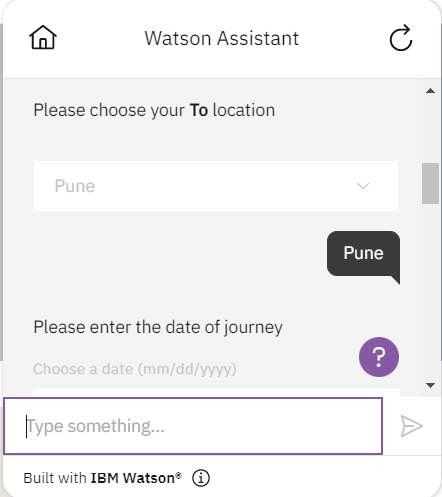 Watson Assistant
Please choose your To location
Pune
Pune
Please enter the date of journey
?
Choose a date (mm/dd/yyyy)
Type something...
Built with IBM Watson®